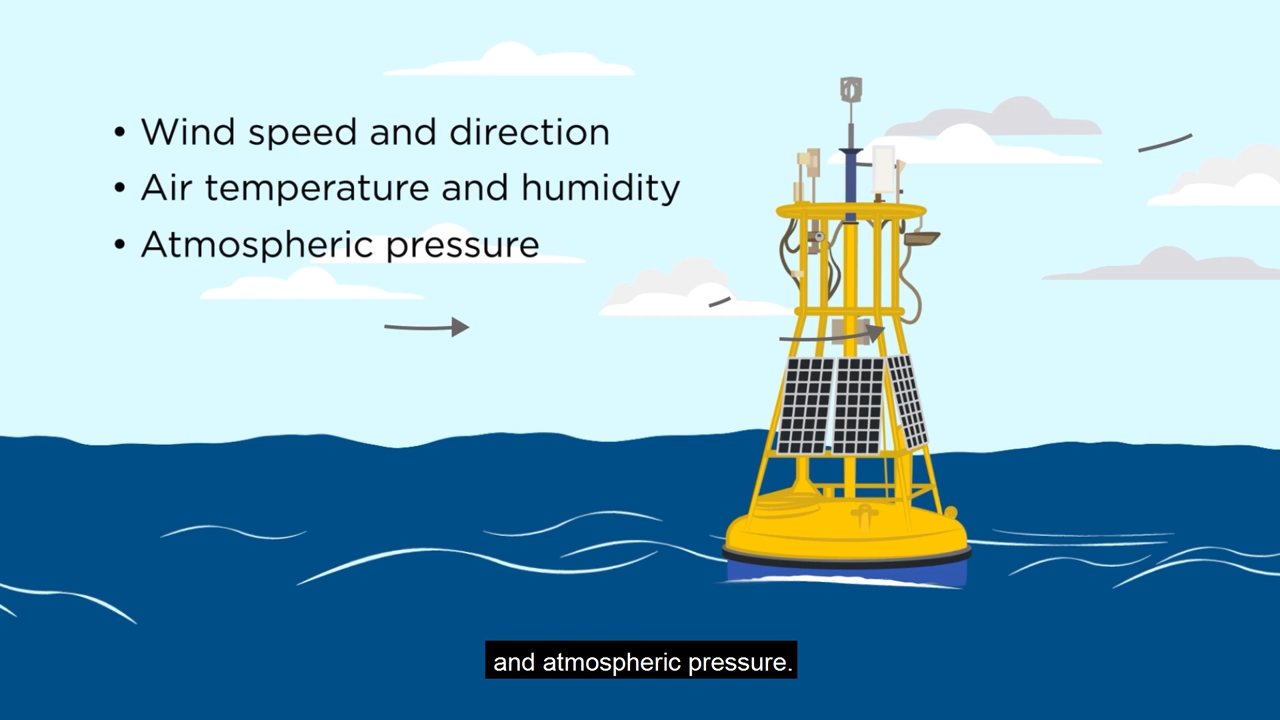 • Wind speed and direction
• Air temperature and humidity
• Atmospheric pressure
and atmospheric pressure.